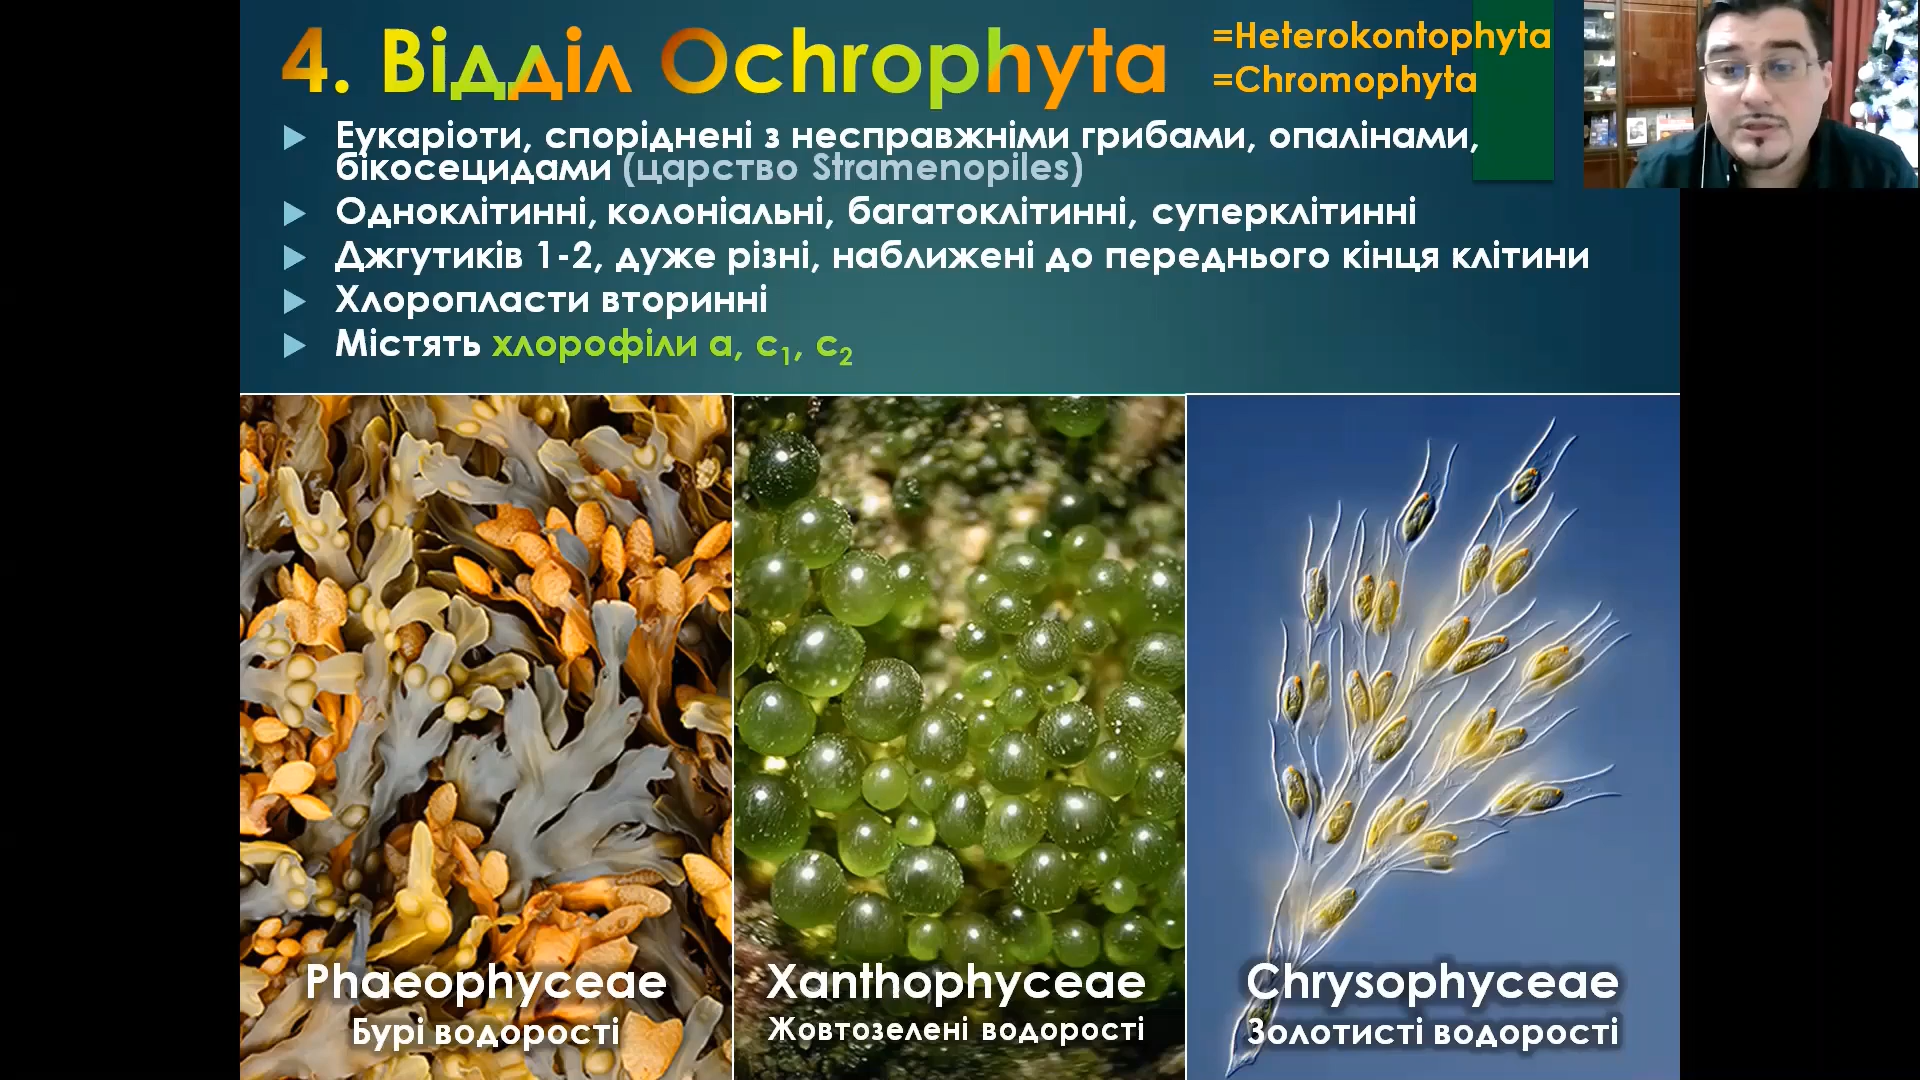 4. Відділ Ochrophyta
=Heterokontophyta
=Chromophyta
Еукаріоти, споріднені з несправжніми грибами, опалінами,
бікосецидами (царство Stramenopiles)
Одноклітинні, колоніальні, багатоклітинні, суперклітинні
Джгутиків 1-2, дуже різні, наближені до переднього кінця клітини
Хлоропласти вторинні
Містять хлорофіли a, c₁, c₂
Phaeophyceae
Бурі водорості
Xanthophyceae
Жовтозелені водорості
Chrysophyceae
Золотисті водорості